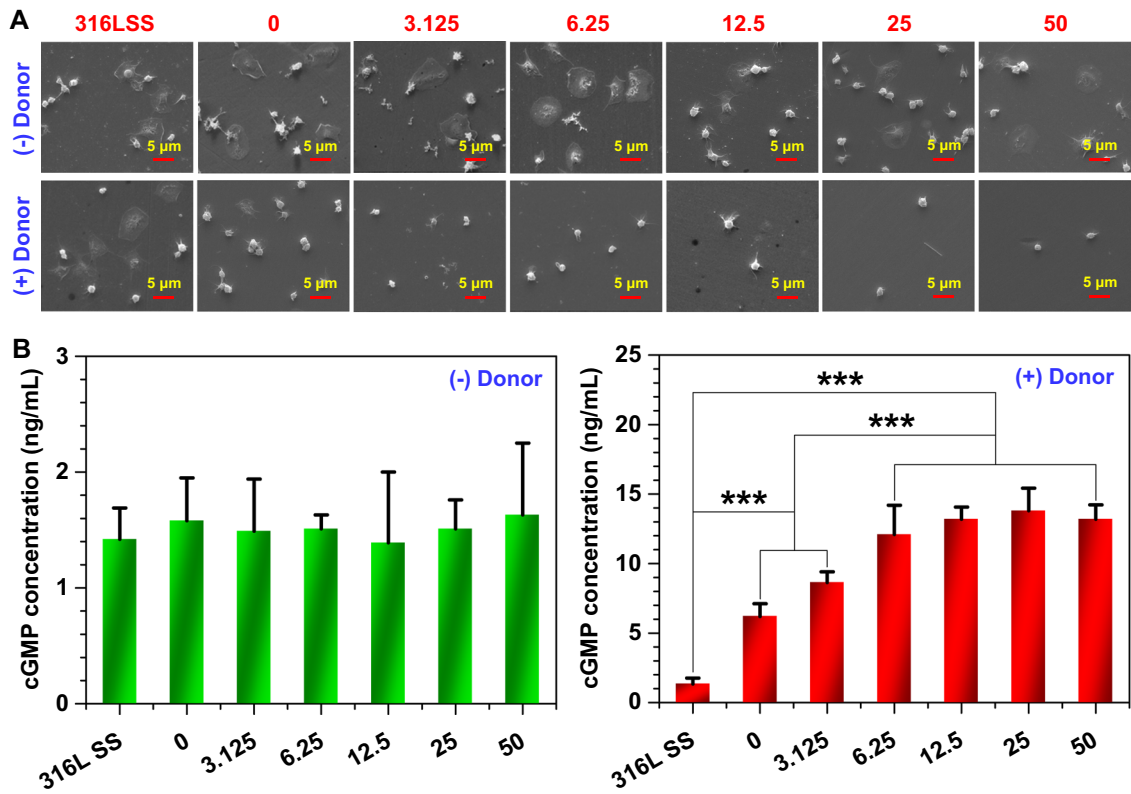 A
316LSS 0 3.125 6.25 12.5 25 50
(-) Donor
5 µm 5 µm 5 µm 5 µm 5 µm 5 µm 5 µm
(+) Donor
5 µm 5 µm 5 µm 5 µm 5 µm 5 µm 5 µm
B
cGMP concentration (ng/mL)
3
2
1
0
(-) Donor
316L SS 0 3.125 6.25 12.5 25 50
cGMP concentration (ng/mL)
25
20
15
10
5
0
(+) Donor
***
***
***
316L SS 0 3.125 6.25 12.5 25 50